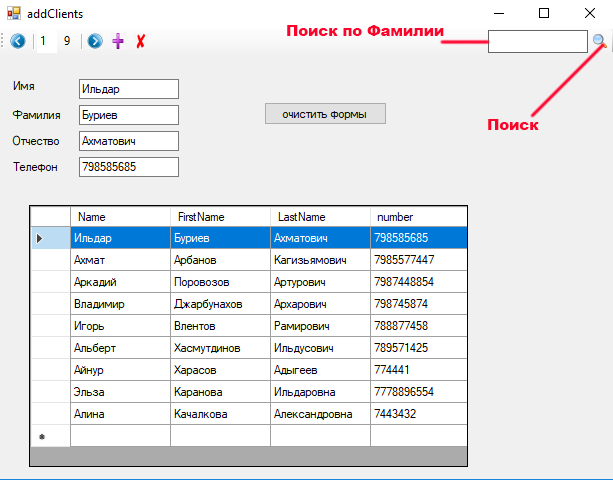 addClients
Поиск по Фамилии
1 9
Поиск
Имя Ильдар
Фамилия Буриев
очистить формы
Отчество Ахматович
Телефон 798585685
Name FirstName LastName number
Ильдар Буриев Ахматович 798585685
Ахмат Арбанов Кагизьямович 7985577447
Аркадий Поровозов Артурович 7987448854
Владимир Джарбунахов Архарович 798745874
Игорь Влентов Рамирович 788877458
Альберт Хасмутдинов Ильдусович 789571425
Айнур Харасов Адыгеев 774441
Эльза Каранова Ильдаровна 7778896554
Алина Качалкова Александровна 7443432